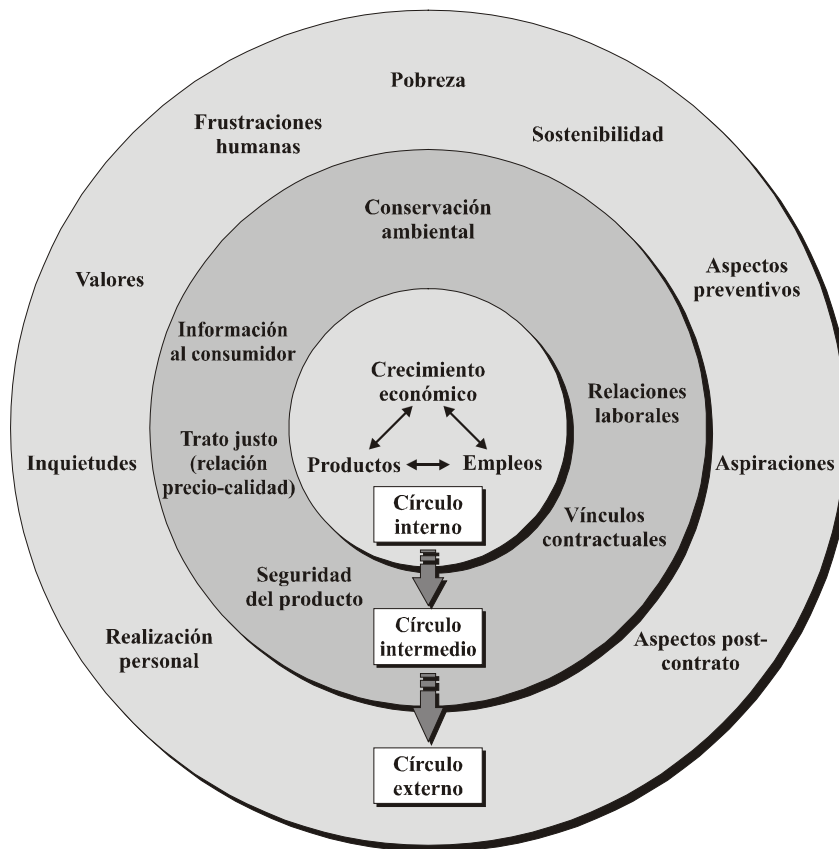 Pobreza
Frustraciones
humanas
Sostenibilidad
Conservación
ambiental
Valores
Aspectos
preventivos
Información
al consumidor
Crecimiento
económico
Relaciones
laborales
Inquietudes
Trato justo
(relación
precio-calidad)
Productos
Empleos
Aspiraciones
Círculo
interno
Vínculos
contractuales
Seguridad
del producto
Realización
personal
Círculo
intermedio
Aspectos post-
contrato
Círculo
externo